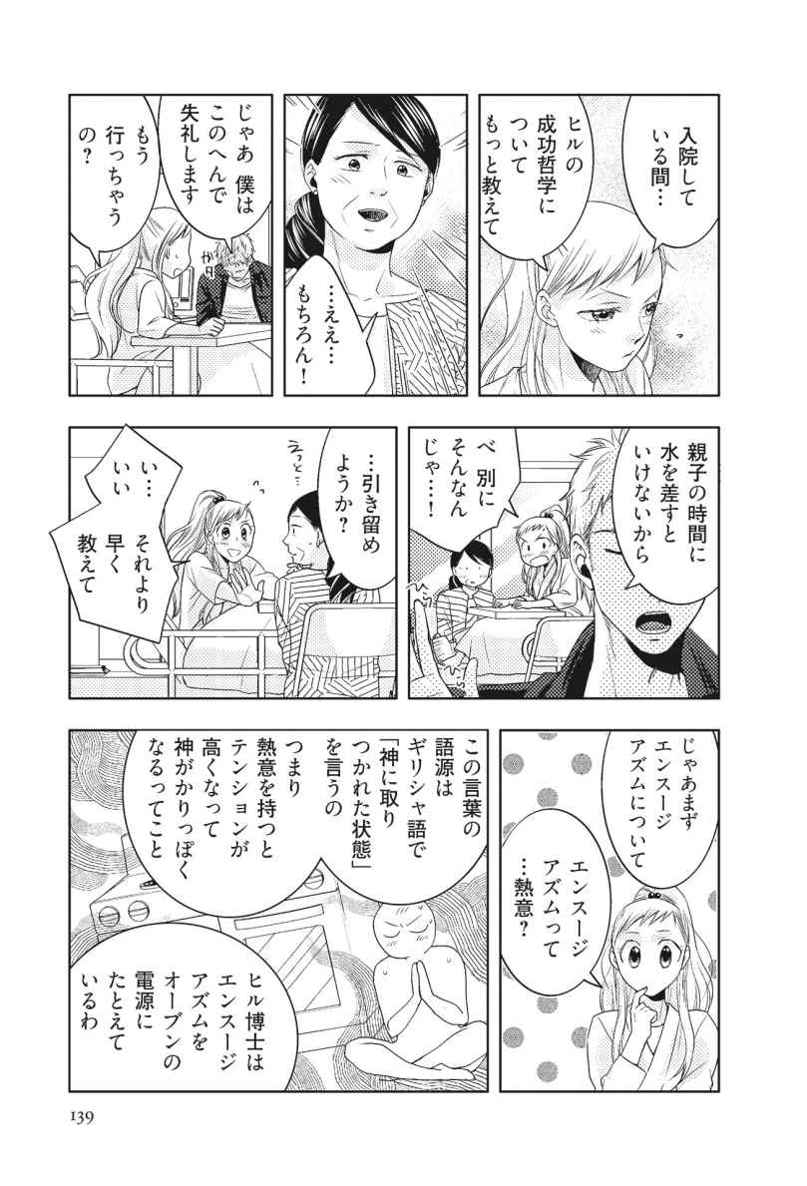 入院して
いる間…
ヒルの
成功哲学に
ついて
もっと教えて
…ええ…
もちろん!
じゃあ 僕は
このへんで
失礼します
ガタ
もう
行っちゃう
の?
親子の時間に
水を差すと
いけないから
べ 別に
そんなん
じゃ…!
…引き留め
ようか?
えっと…
い…
いい
それより
早く
教えて
じゃあまず
エンスージ
アズムについて
エンスージ
アズムって
…熱意?
この言葉の
語源は
ギリシャ語で
「神に取り
つかれた状態」
を言うの
つまり
熱意を持つと
テンションが
高くなって
神がかりっぽく
なるってこと
ヒル博士は
エンスージ
アズムを
オーブンの
電源に
たとえて
いるわ
139